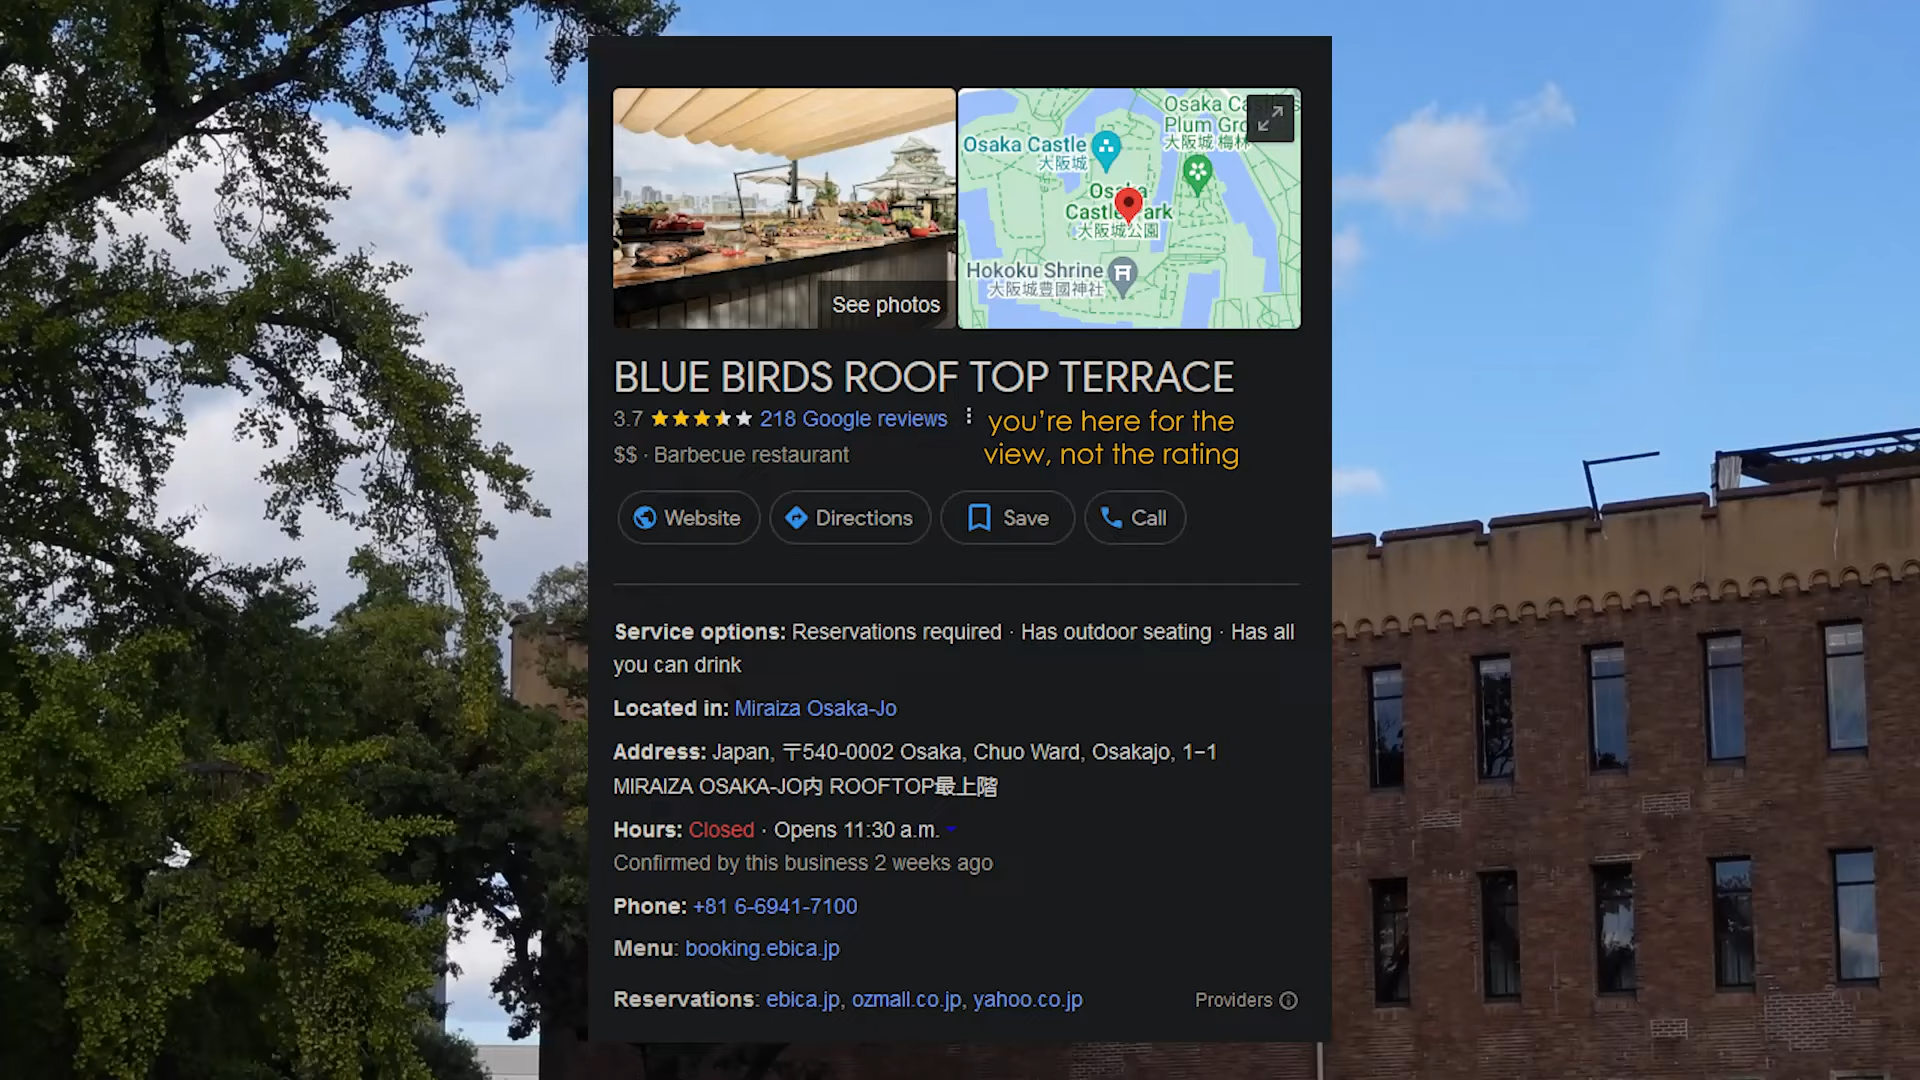 Osaka Castle
大阪城
Plum Gro
大阪城 梅林
Osaka
Castle Park
大阪城公園
Hokoku Shrine
大阪城豊國神社
See photos
BLUE BIRDS ROOF TOP TERRACE
3.7 218 Google reviews
you're here for the
view, not the rating
$$ · Barbecue restaurant
Website Directions Save Call
Service options: Reservations required · Has outdoor seating · Has all
you can drink
Located in: Miraiza Osaka-Jo
Address: Japan, 〒540-0002 Osaka, Chuo Ward, Osakajo, 1−1
MIRAIZA OSAKA-JO内 ROOFTOP最上階
Hours: Closed · Opens 11:30 a.m.
Confirmed by this business 2 weeks ago
Phone: +81 6-6941-7100
Menu: booking.ebica.jp
Reservations: ebica.jp, ozmall.co.jp, yahoo.co.jp
Providers